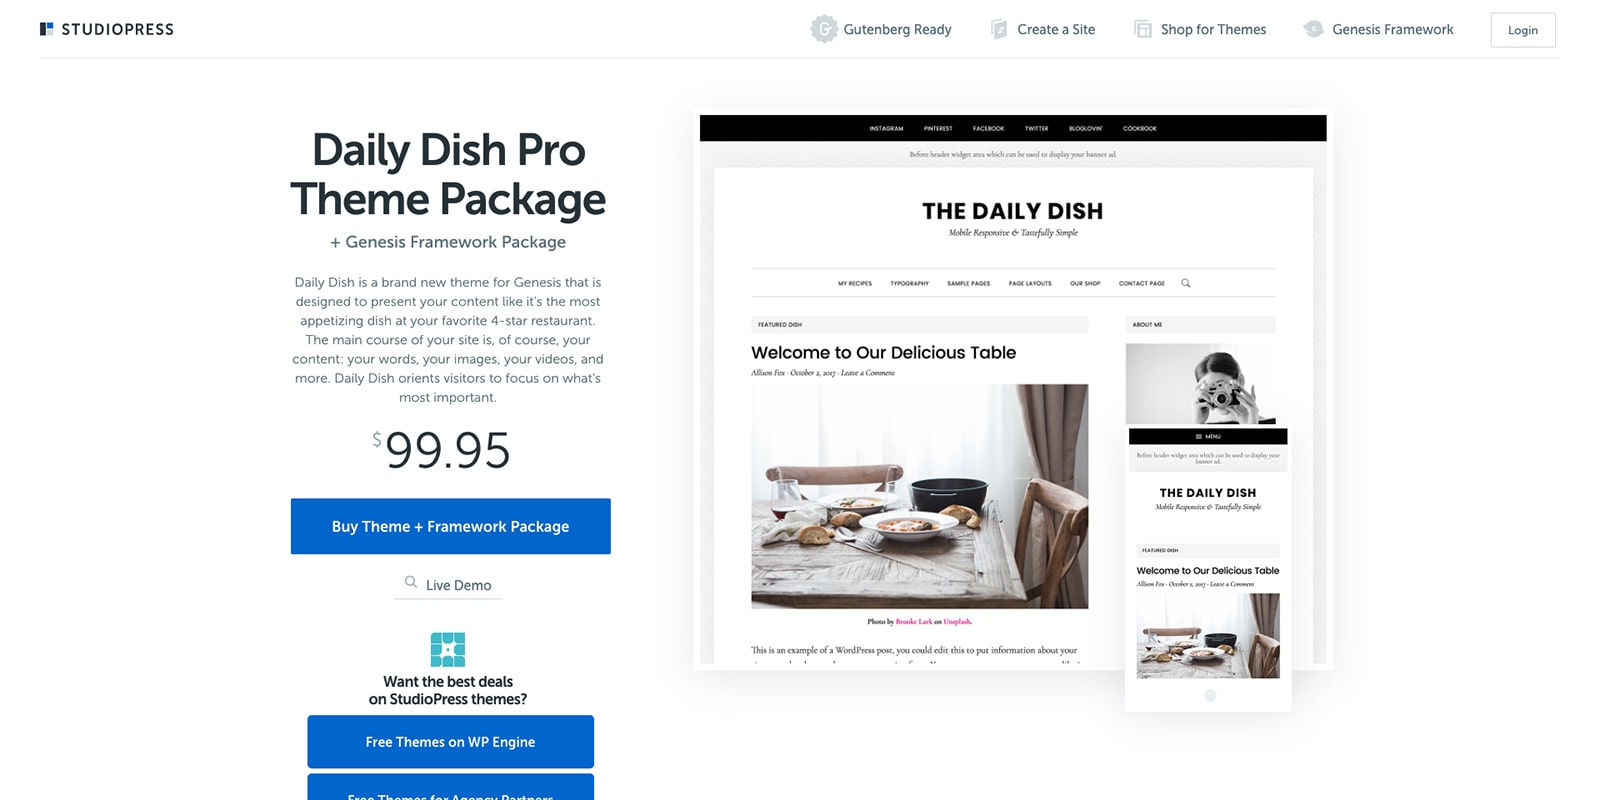 STUDIOPRESS
Gutenberg Ready
Create a Site
Shop for Themes
Genesis Framework
Login
Daily Dish Pro
Theme Package
+ Genesis Framework Package
Daily Dish is a brand new theme for Genesis that is
designed to present your content like it's the most
appetizing dish at your favorite 4-star restaurant.
The main course of your site is, of course, your
content: your words, your images, your videos, and
more. Daily Dish orients visitors to focus on what's
most important.
$99.95
Buy Theme + Framework Package
Live Demo
Want the best deals
on StudioPress themes?
Free Themes on WP Engine
Free Themes for Agency Partners
INSTAGRAM PINTEREST FACEBOOK TWITTER BLOGLOVIN' COOKBOOK
Before header widget area which can be used to display your banner ad.
THE DAILY DISH
Mobile Responsive & Tastefully Simple
MY RECIPES TYPOGRAPHY SAMPLE PAGES PAGE LAYOUTS OUR SHOP CONTACT PAGE
FEATURED DISH
Welcome to Our Delicious Table
Allison Fox · October 2, 2017 · Leave a Comment
Photo by Brooke Lark on Unsplash.
This is an example of a WordPress post, you could edit this to put information about your
ABOUT ME
MENU
Before header widget area which can be used to display your
banner ad.
THE DAILY DISH
Mobile Responsive & Tastefully Simple
FEATURED DISH
Welcome to Our Delicious Table
Allison Fox · October 2, 2017 · Leave a Comment